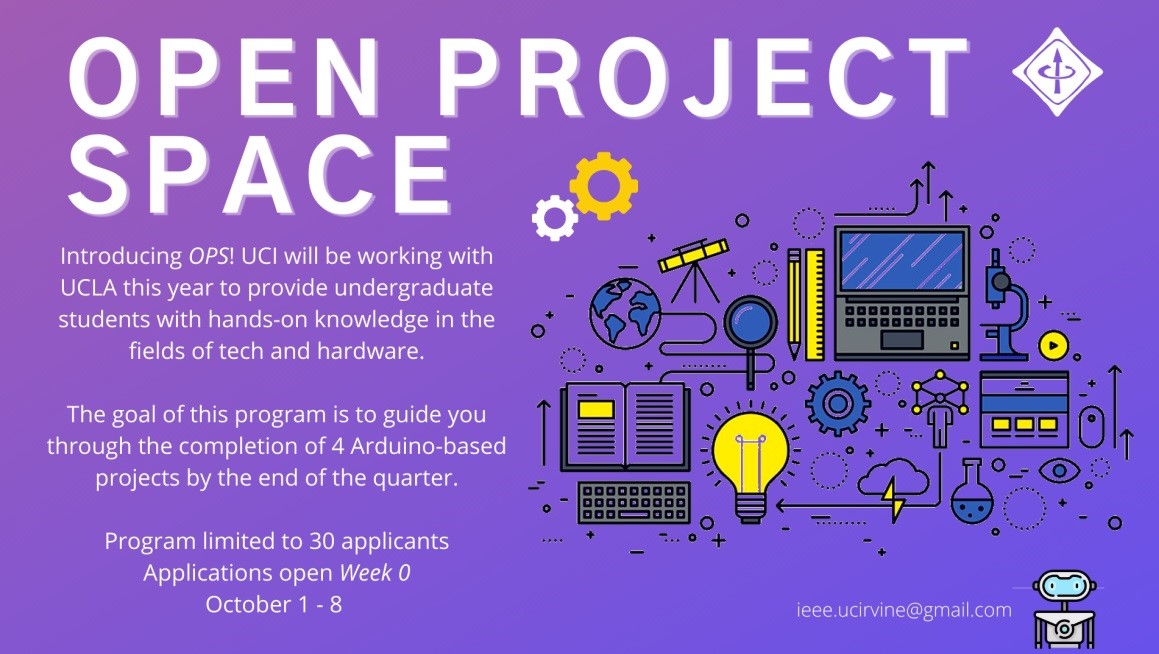 OPEN PROJECT
SPACE
Introducing OPS! UCI will be working with
UCLA this year to provide undergraduate
students with hands-on knowledge in the
fields of tech and hardware.
The goal of this program is to guide you
through the completion of 4 Arduino-based
projects by the end of the quarter.
Program limited to 30 applicants
Applications open Week 0
October 1 - 8
ieee.ucirvine@gmail.com